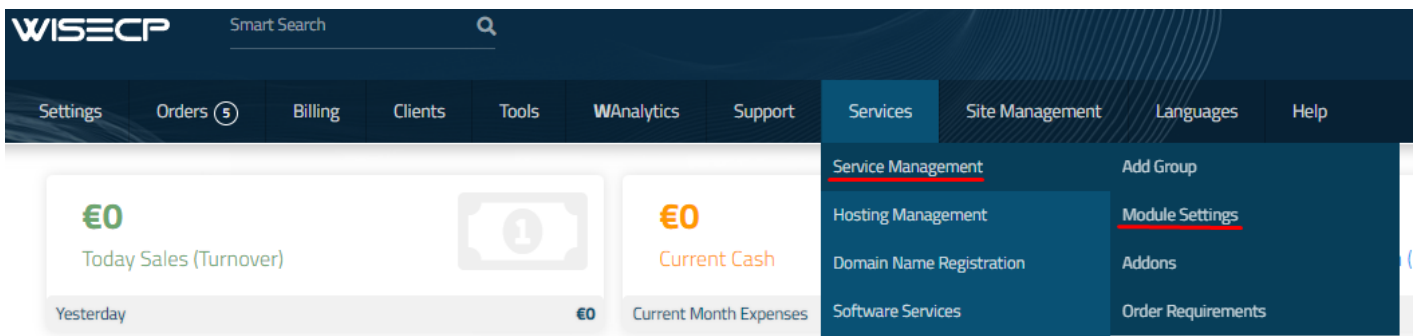 WISECP
Smart Search
Settings Orders 5 Billing Clients Tools WAnalytics Support Services Site Management Languages Help
Service Management Add Group
€0 €0 Hosting Management Module Settings
Today Sales (Turnover) Current Cash Domain Name Registration Addons (
Yesterday €0 Current Month Expenses Software Services Order Requirements